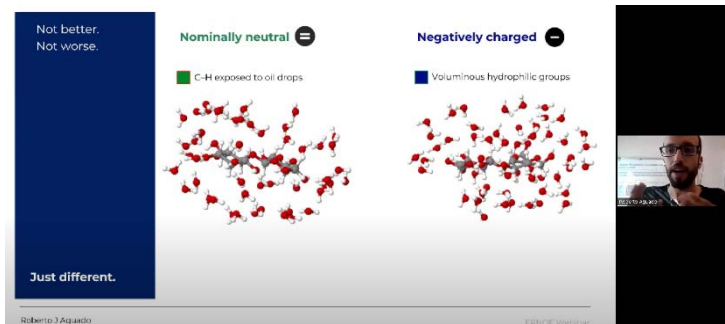 Not better.
Not worse.
Just different.
Nominally neutral
C–H exposed to oil drops
Negatively charged
Voluminous hydrophilic groups
Roberto J Aguado
Roberto Aguado